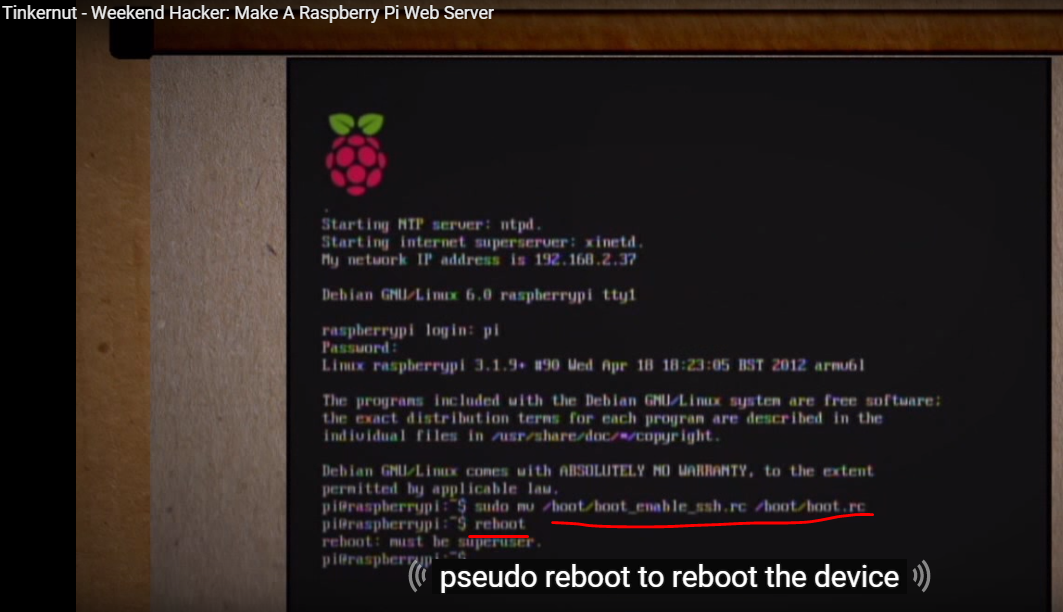 Tinkernut - Weekend Hacker: Make A Raspberry Pi Web Server
Starting NTP server: ntpd.
Starting internet superserver: xinetd.
My network IP address is 192.168.2.37
Debian GNU/Linux 6.0 raspberrypi tty1
raspberrypi login: pi
Password:
Linux raspberrypi 3.1.9+ #90 Wed Apr 18 18:23:05 BST 2012 armv6l
The programs included with the Debian GNU/Linux system are free software;
the exact distribution terms for each program are described in the
individual files in /usr/share/doc/*/copyright.
Debian GNU/Linux comes with ABSOLUTELY NO WARRANTY, to the extent
permitted by applicable law.
pi@raspberrypi:~$ sudo mv /boot/boot_enable_ssh.rc /boot/boot.rc
pi@raspberrypi:~$ reboot
reboot: must be superuser.
pi@raspberrypi:~$
pseudo reboot to reboot the device